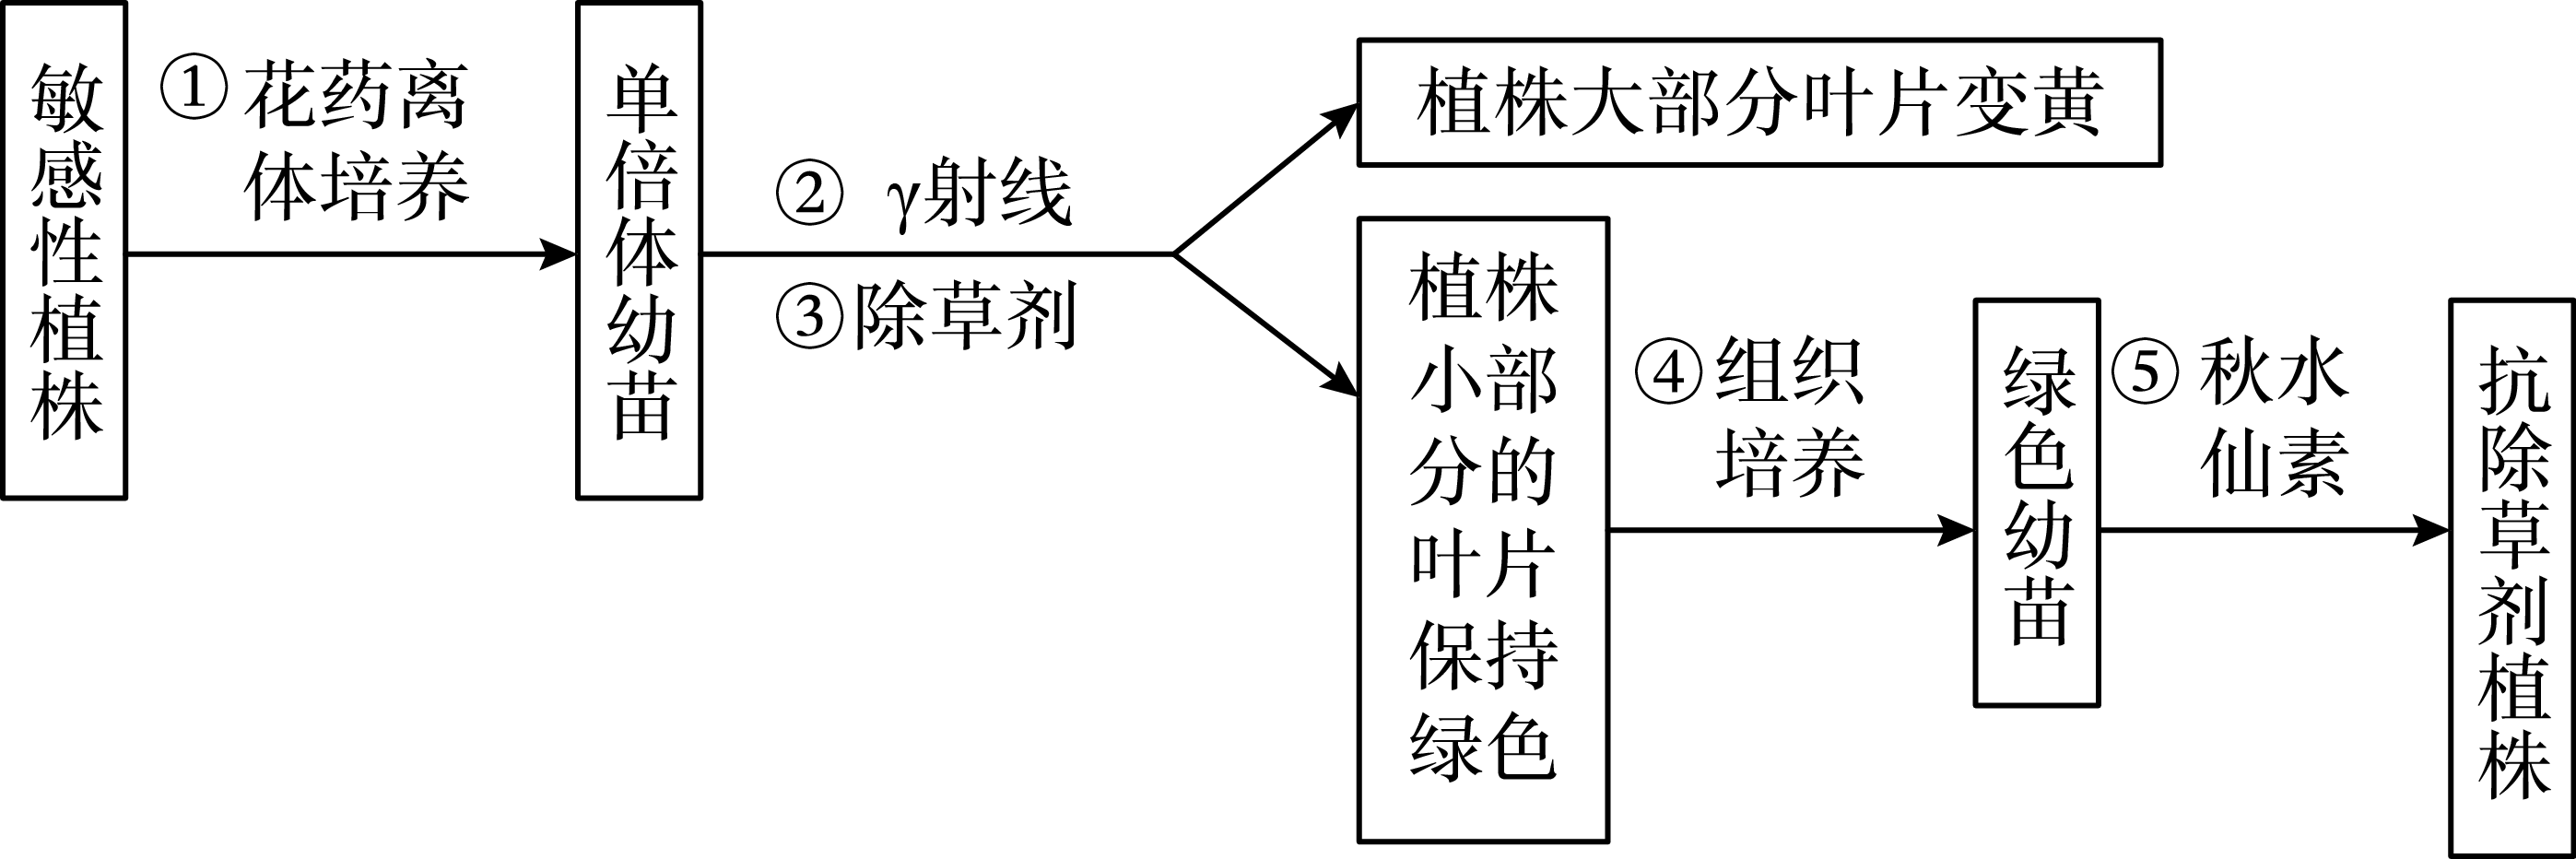 敏感性植株
①花药离
体培养
单倍体幼苗
② γ射线
③除草剂
植株大部分叶片变黄
植株
小部
分的
叶片
保持
绿色
④组织
培养
绿色幼苗
⑤秋水
仙素
抗除草剂植株